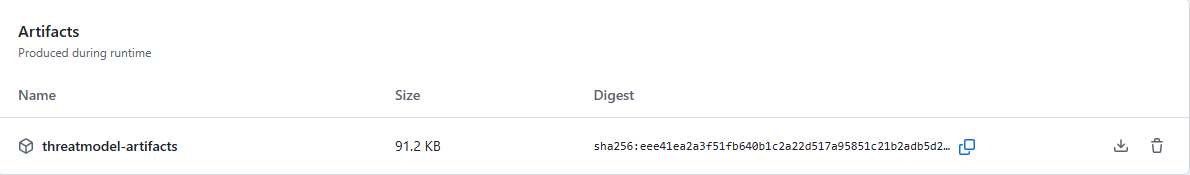 Artifacts
Produced during runtime
Name Size Digest
threatmodel-artifacts 91.2 KB sha256:eee41ea2a3f51fb640b1c2a22d517a95851c21b2adb5d2…